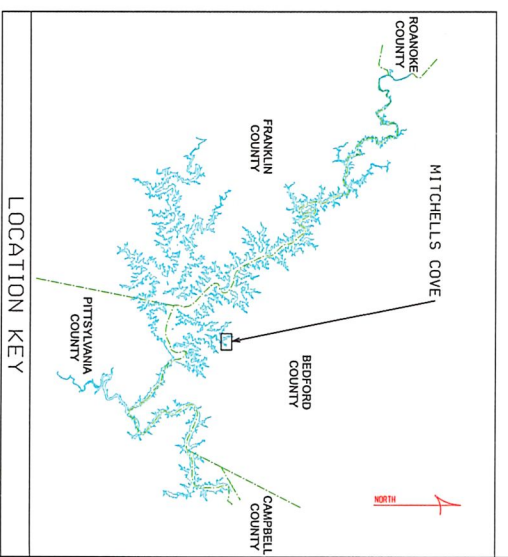 ROANOKE
COUNTY
MITCHELLS COVE
FRANKLIN
COUNTY
BEDFORD
COUNTY
PITTSYLVANIA
COUNTY
CAMPBELL
COUNTY
NORTH
LOCATION KEY